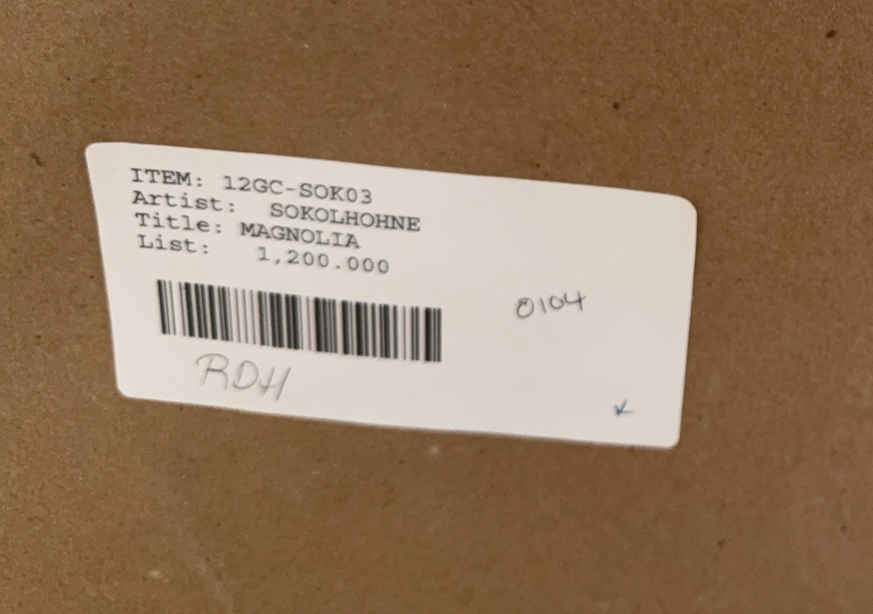 ITEM: 12GC-SOK03
Artist: SOKOLHOHNE
Title: MAGNOLIA
List: 1,200.000
0104
RDH